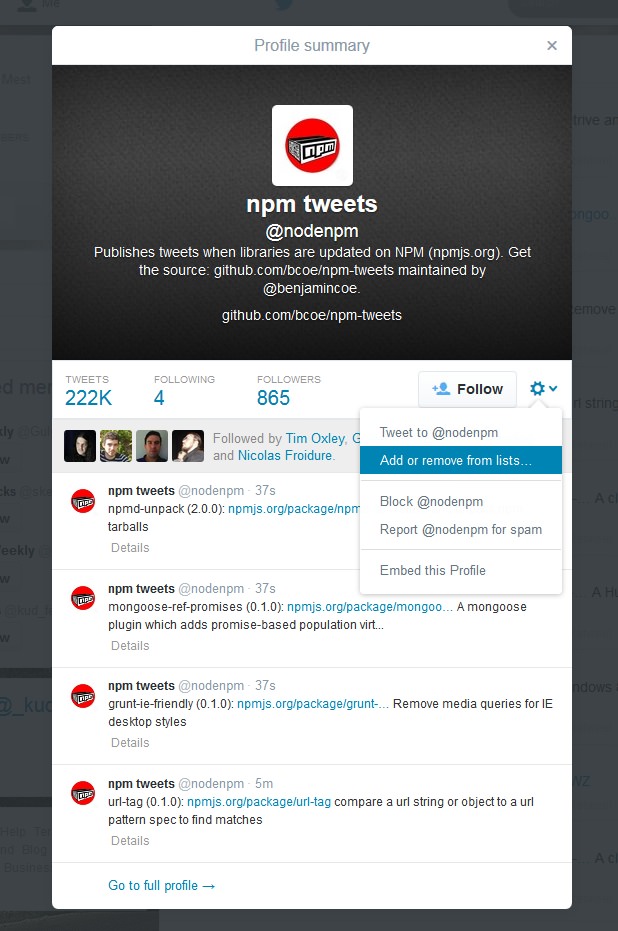 Me
Profile summary
×
npm
npm tweets
@nodenpm
Publishes tweets when libraries are updated on NPM (npmjs.org). Get
the source: github.com/bcoe/npm-tweets maintained by
@benjamincoe.
github.com/bcoe/npm-tweets
TWEETS
222K
FOLLOWING
4
FOLLOWERS
865
Follow
Tweet to @nodenpm
Add or remove from lists...
Block @nodenpm
Report @nodenpm for spam
Embed this Profile
Followed by Tim Oxley, G
and Nicolas Froidure.
npm tweets @nodenpm · 37s
npmd-unpack (2.0.0): npmjs.org/package/npm
tarballs
Details
npm tweets @nodenpm · 37s
mongoose-ref-promises (0.1.0): npmjs.org/package/mongoo... A mongoose
plugin which adds promise-based population virt...
Details
npm tweets @nodenpm · 37s
grunt-ie-friendly (0.1.0): npmjs.org/package/grunt-... Remove media queries for IE
desktop styles
Details
npm tweets @nodenpm · 5m
url-tag (0.1.0): npmjs.org/package/url-tag compare a url string or object to a url
pattern spec to find matches
Details
Go to full profile →